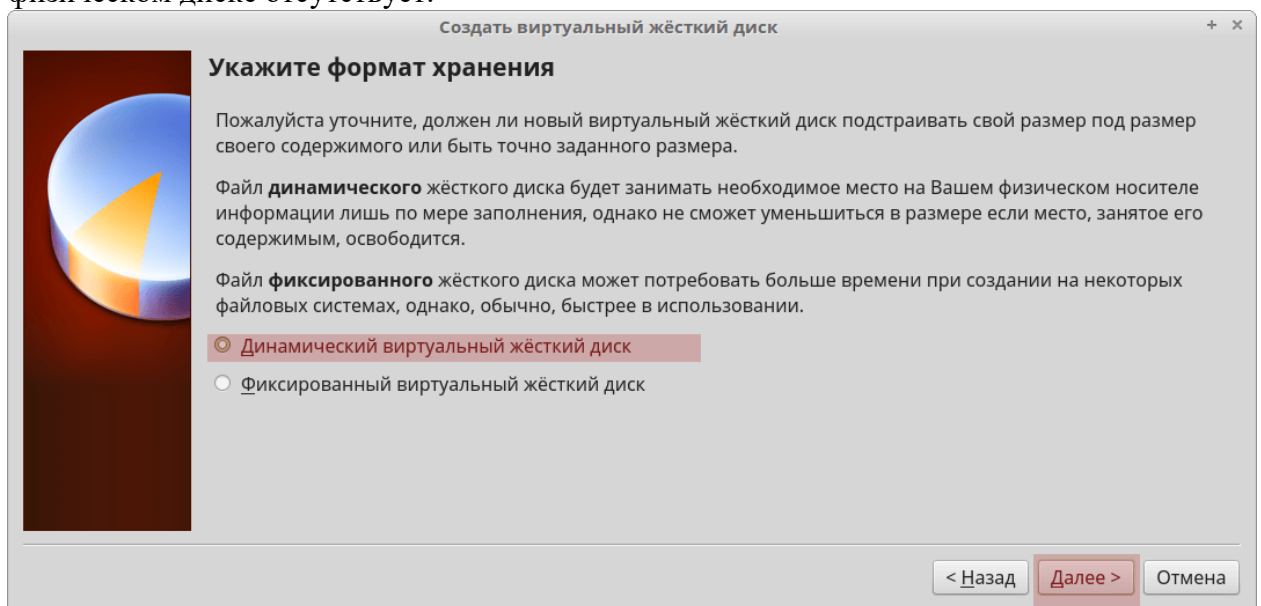 физическом диске отсутствует.
Создать виртуальный жёсткий диск
Укажите формат хранения
Пожалуйста уточните, должен ли новый виртуальный жёсткий диск подстраивать свой размер под размер
своего содержимого или быть точно заданного размера.
Файл динамического жёсткого диска будет занимать необходимое место на Вашем физическом носителе
информации лишь по мере заполнения, однако не сможет уменьшиться в размере если место, занятое его
содержимым, освободится.
Файл фиксированного жёсткого диска может потребовать больше времени при создании на некоторых
файловых системах, однако, обычно, быстрее в использовании.
Динамический виртуальный жёсткий диск
Фиксированный виртуальный жёсткий диск
< Назад Далее > Отмена